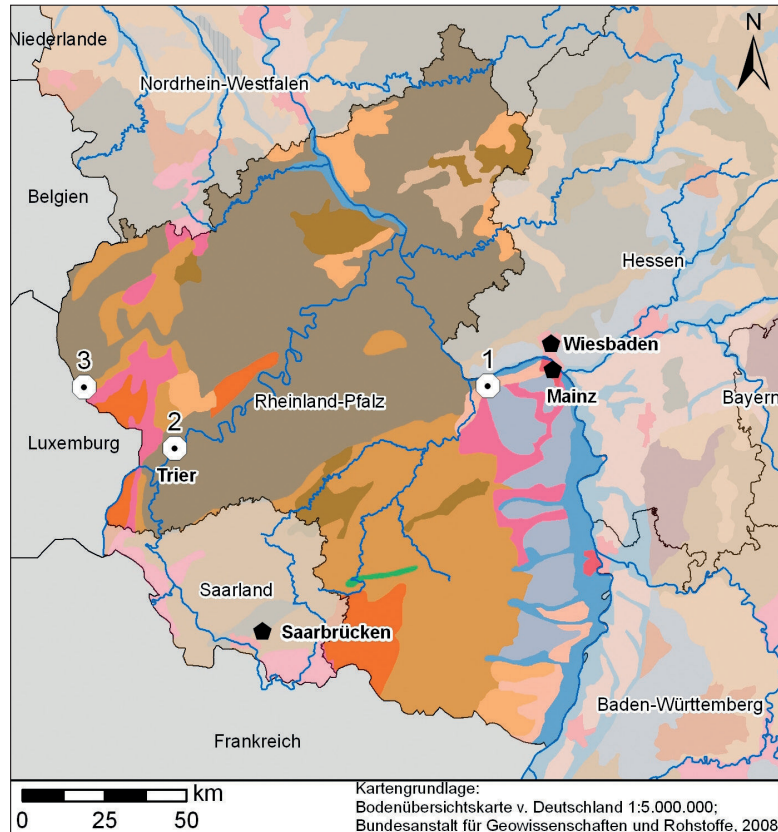 Niederlande
N
Nordrhein-Westfalen
Belgien
Hessen
Wiesbaden
3
1
Mainz
Rheinland-Pfalz
Bayern
Luxemburg
2
Trier
Saarland
Saarbrücken
Baden-Württemberg
Frankreich
km
0 25 50
Kartengrundlage:
Bodenübersichtskarte v. Deutschland 1:5.000.000;
Bundesanstalt für Geowissenschaften und Rohstoffe, 2008